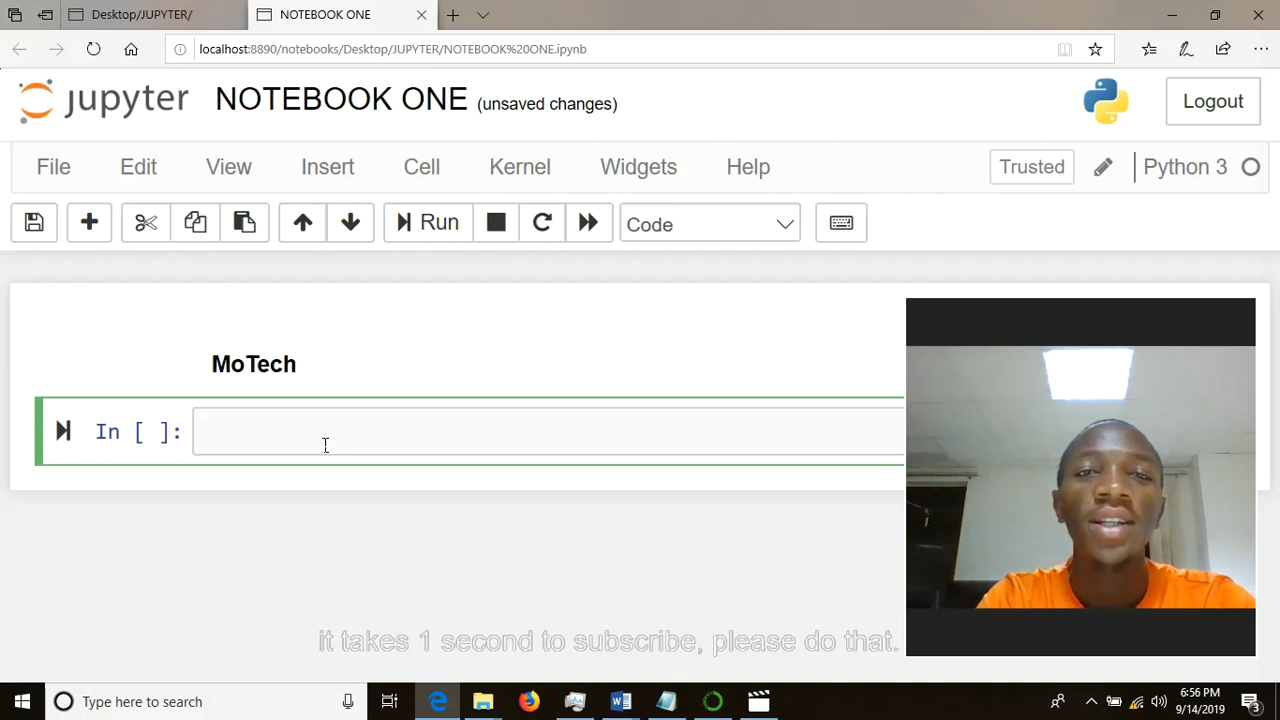 Desktop/JUPYTER/
NOTEBOOK ONE
localhost:8890/notebooks/Desktop/JUPYTER/NOTEBOOK%20ONE.ipynb
jupyter NOTEBOOK ONE (unsaved changes)
Logout
File Edit View Insert Cell Kernel Widgets Help
Trusted
Python 3
Run
Code
MoTech
In [ ]:
it takes 1 second to subscribe, please do that.
Type here to search
6:56 PM
9/14/2019
3